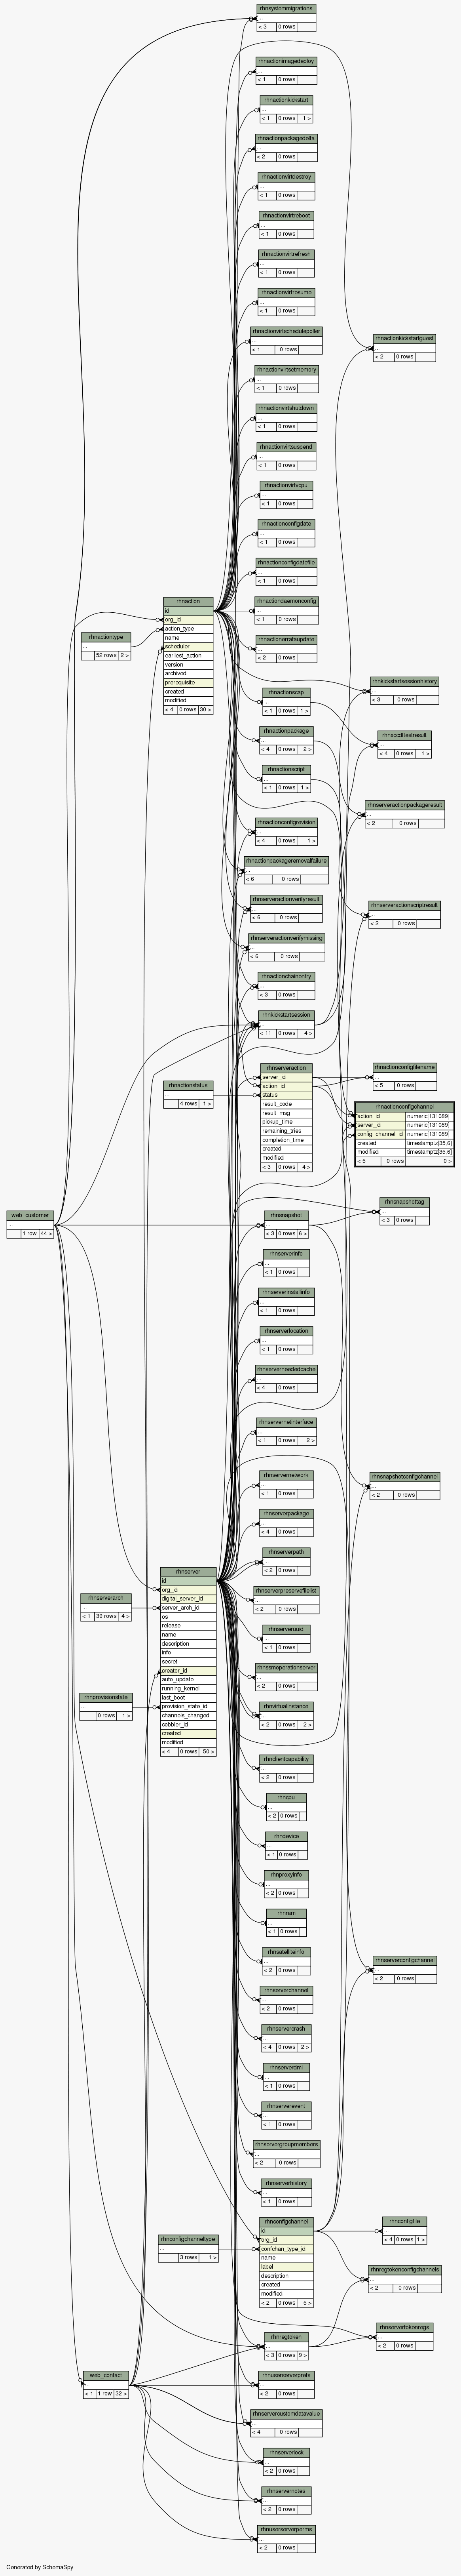 rhnsystemmigrations
...
< 3 0 rows
rhnactionimagedeploy
...
< 1 0 rows
rhnactionkickstart
...
< 1 0 rows 1 >
rhnactionpackagedelta
...
< 2 0 rows
rhnactionvirtdestroy
...
< 1 0 rows
rhnactionvirtreboot
...
< 1 0 rows
rhnactionvirtrefresh
...
< 1 0 rows
rhnactionvirtresume
...
< 1 0 rows
rhnactionvirtschedulepoller
...
< 1 0 rows
rhnactionkickstartguest
...
< 2 0 rows
rhnactionvirtsetmemory
...
< 1 0 rows
rhnactionvirtshutdown
...
< 1 0 rows
rhnactionvirtsuspend
...
< 1 0 rows
rhnactionvirtvcpu
...
< 1 0 rows
rhnactionconfigdate
...
< 1 0 rows
rhnactionconfigdatefile
...
< 1 0 rows
rhnactiondaemonconfig
...
< 1 0 rows
rhnaction
id
org_id
action_type
name
scheduler
earliest_action
version
archived
prerequisite
created
modified
< 4 0 rows 30 >
rhnactiontype
...
52 rows 2 >
rhnactionerrataupdate
...
< 2 0 rows
rhnkickstartsessionhistory
...
< 3 0 rows
rhnactionscap
...
< 1 0 rows 1 >
rhnactionpackage
...
< 4 0 rows 2 >
rhnxccdftestresult
...
< 4 0 rows 1 >
rhnactionscript
...
< 1 0 rows 1 >
rhnserveractionpackageresult
...
< 2 0 rows
rhnactionconfigrevision
...
< 4 0 rows 1 >
rhnactionpackageremovalfailure
...
< 6 0 rows
rhnserveractionverifyresult
...
< 6 0 rows
rhnserveractionscriptresult
...
< 2 0 rows
rhnserveractionverifymissing
...
< 6 0 rows
rhnactionchainentry
...
< 3 0 rows
rhnkickstartsession
...
< 11 0 rows 4 >
rhnserveraction
server_id
action_id
status
result_code
result_msg
pickup_time
remaining_tries
completion_time
created
modified
< 3 0 rows 4 >
rhnactionstatus
...
4 rows 1 >
rhnactionconfigfilename
...
< 5 0 rows
rhnactionconfigchannel
action_id numeric[131089]
server_id numeric[131089]
config_channel_id numeric[131089]
created timestamptz[35,6]
modified timestamptz[35,6]
< 5 0 rows 0 >
rhnsnapshottag
...
< 3 0 rows
web_customer
...
1 row 44 >
rhnsnapshot
...
< 3 0 rows 6 >
rhnserverinfo
...
< 1 0 rows
rhnserverinstallinfo
...
< 1 0 rows
rhnserverlocation
...
< 1 0 rows
rhnserverneededcache
...
< 4 0 rows
rhnservernetinterface
...
< 1 0 rows 2 >
rhnservernetwork
...
< 1 0 rows
rhnsnapshotconfigchannel
...
< 2 0 rows
rhnserverpackage
...
< 4 0 rows
rhnserverpath
...
< 2 0 rows
rhnserver
id
org_id
digital_server_id
server_arch_id
os
release
name
description
info
secret
creator_id
auto_update
running_kernel
last_boot
provision_state_id
channels_changed
cobbler_id
created
modified
< 4 0 rows 50 >
rhnserverarch
...
< 1 39 rows 4 >
rhnprovisionstate
...
0 rows 1 >
rhnserverpreservefilelist
...
< 2 0 rows
rhnserveruuid
...
< 1 0 rows
rhnsmoperationserver
...
< 2 0 rows
rhnvirtualinstance
...
< 2 0 rows 2 >
rhnclientcapability
...
< 2 0 rows
rhncpu
...
< 2 0 rows
rhndevice
...
< 1 0 rows
rhnproxyinfo
...
< 2 0 rows
rhnram
...
< 1 0 rows
rhnsatelliteinfo
...
< 2 0 rows
rhnserverconfigchannel
...
< 2 0 rows
rhnserverchannel
...
< 2 0 rows
rhnservercrash
...
< 4 0 rows 2 >
rhnserverdmi
...
< 1 0 rows
rhnserverevent
...
< 1 0 rows
rhnservergroupmembers
...
< 2 0 rows
rhnserverhistory
...
< 1 0 rows
rhnconfigchannel
id
org_id
confchan_type_id
name
label
description
created
modified
< 2 0 rows 5 >
rhnconfigchanneltype
...
3 rows 1 >
rhnconfigfile
...
< 4 0 rows 1 >
rhnregtokenconfigchannels
...
< 2 0 rows
rhnregtoken
...
< 3 0 rows 9 >
rhnservertokenregs
...
< 2 0 rows
web_contact
...
< 1 1 row 32 >
rhnuserserverprefs
...
< 2 0 rows
rhnservercustomdatavalue
...
< 4 0 rows
rhnserverlock
...
< 2 0 rows
rhnservernotes
...
< 2 0 rows
rhnuserserverperms
...
< 2 0 rows
Generated by SchemaSpy